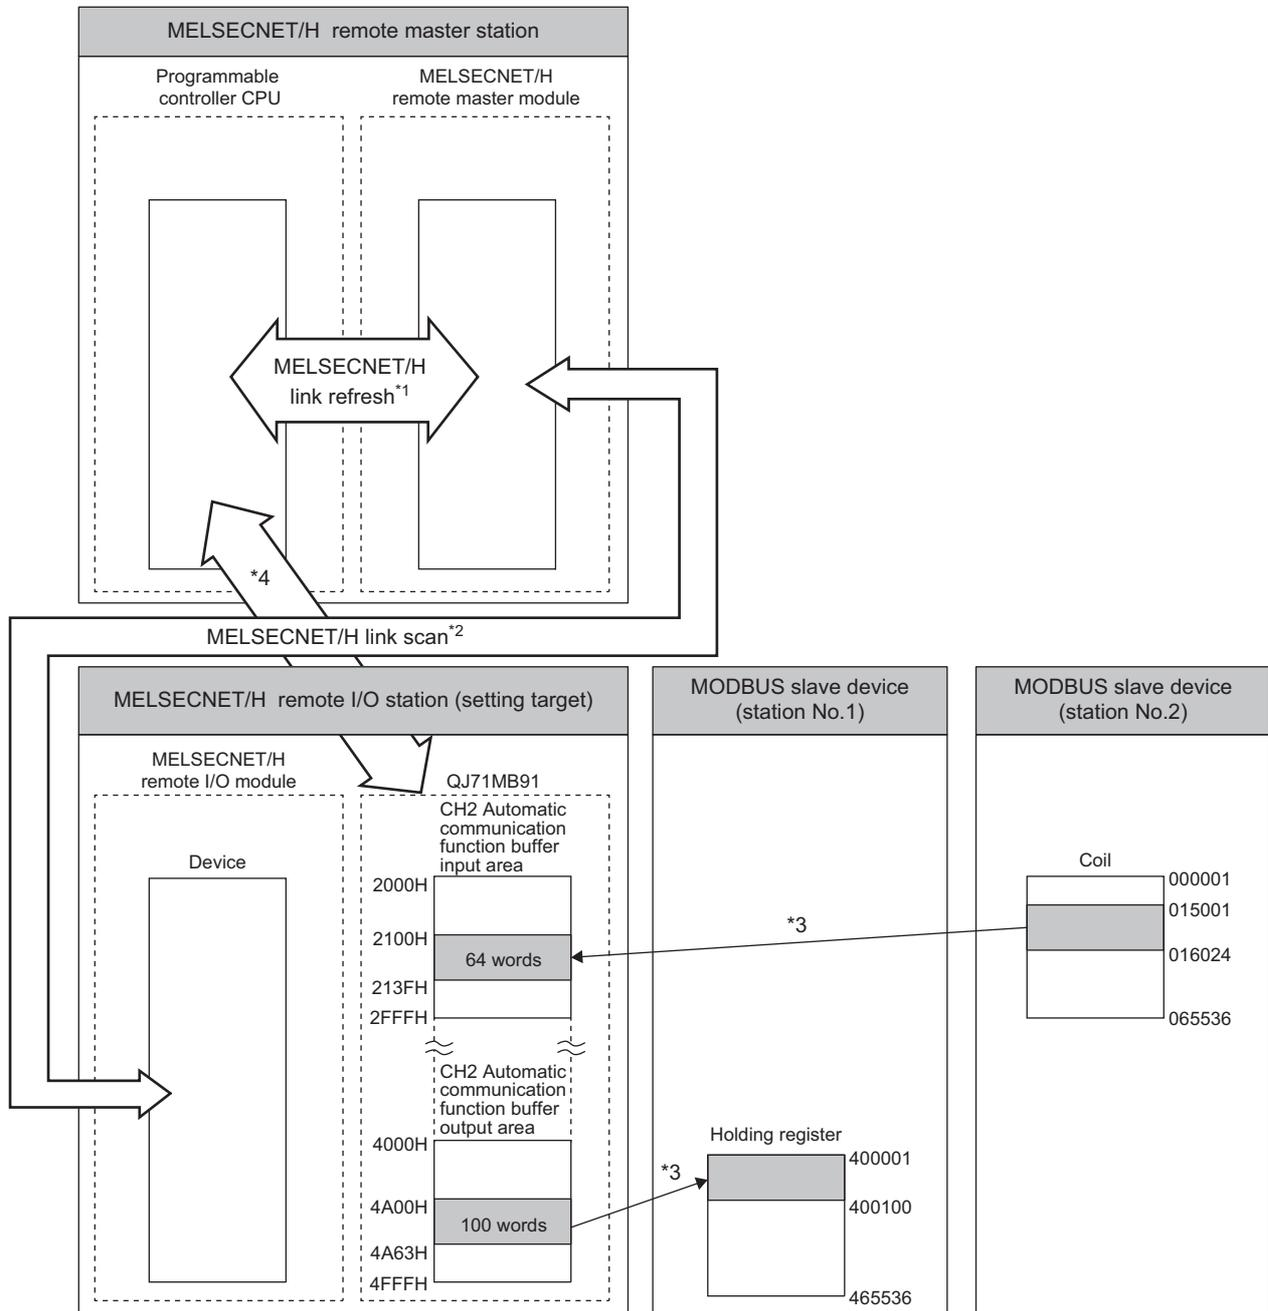 MELSECNET/H remote master station
Programmable
controller CPU
MELSECNET/H
remote master module
MELSECNET/H
link refresh*1
*4
MELSECNET/H link scan*2
MELSECNET/H remote I/O station (setting target)
MODBUS slave device
(station No.1)
MODBUS slave device
(station No.2)
MELSECNET/H
remote I/O module
QJ71MB91
Device
CH2 Automatic
communication
function buffer
input area
2000H
2100H
64 words
213FH
2FFFH
*3
Coil
000001
015001
016024
065536
CH2 Automatic
communication
function buffer
output area
4000H
4A00H
100 words
4A63H
4FFFH
*3
Holding register
400001
400100
465536